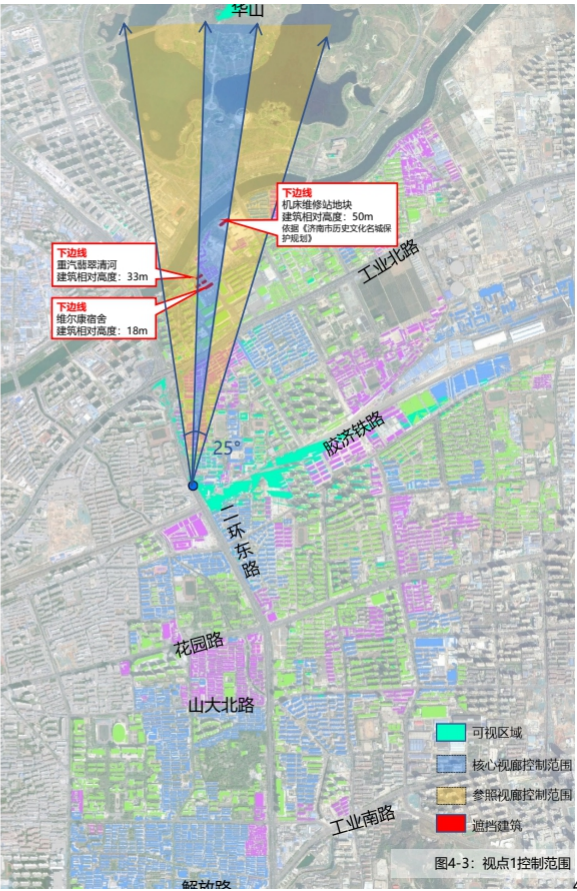 华山
下边线
机床维修站地块
建筑相对高度：50m
依据《济南市历史文化名城保
护规划》
下边线
重汽翡翠清河
建筑相对高度：33m
下边线
维尔康宿舍
建筑相对高度：18m
工业北路
胶济铁路
25°
二环东路
花园路
山大北路
可视区域
核心视廊控制范围
参照视廊控制范围
遮挡建筑
工业南路
图4-3：视点1控制范围
解放路